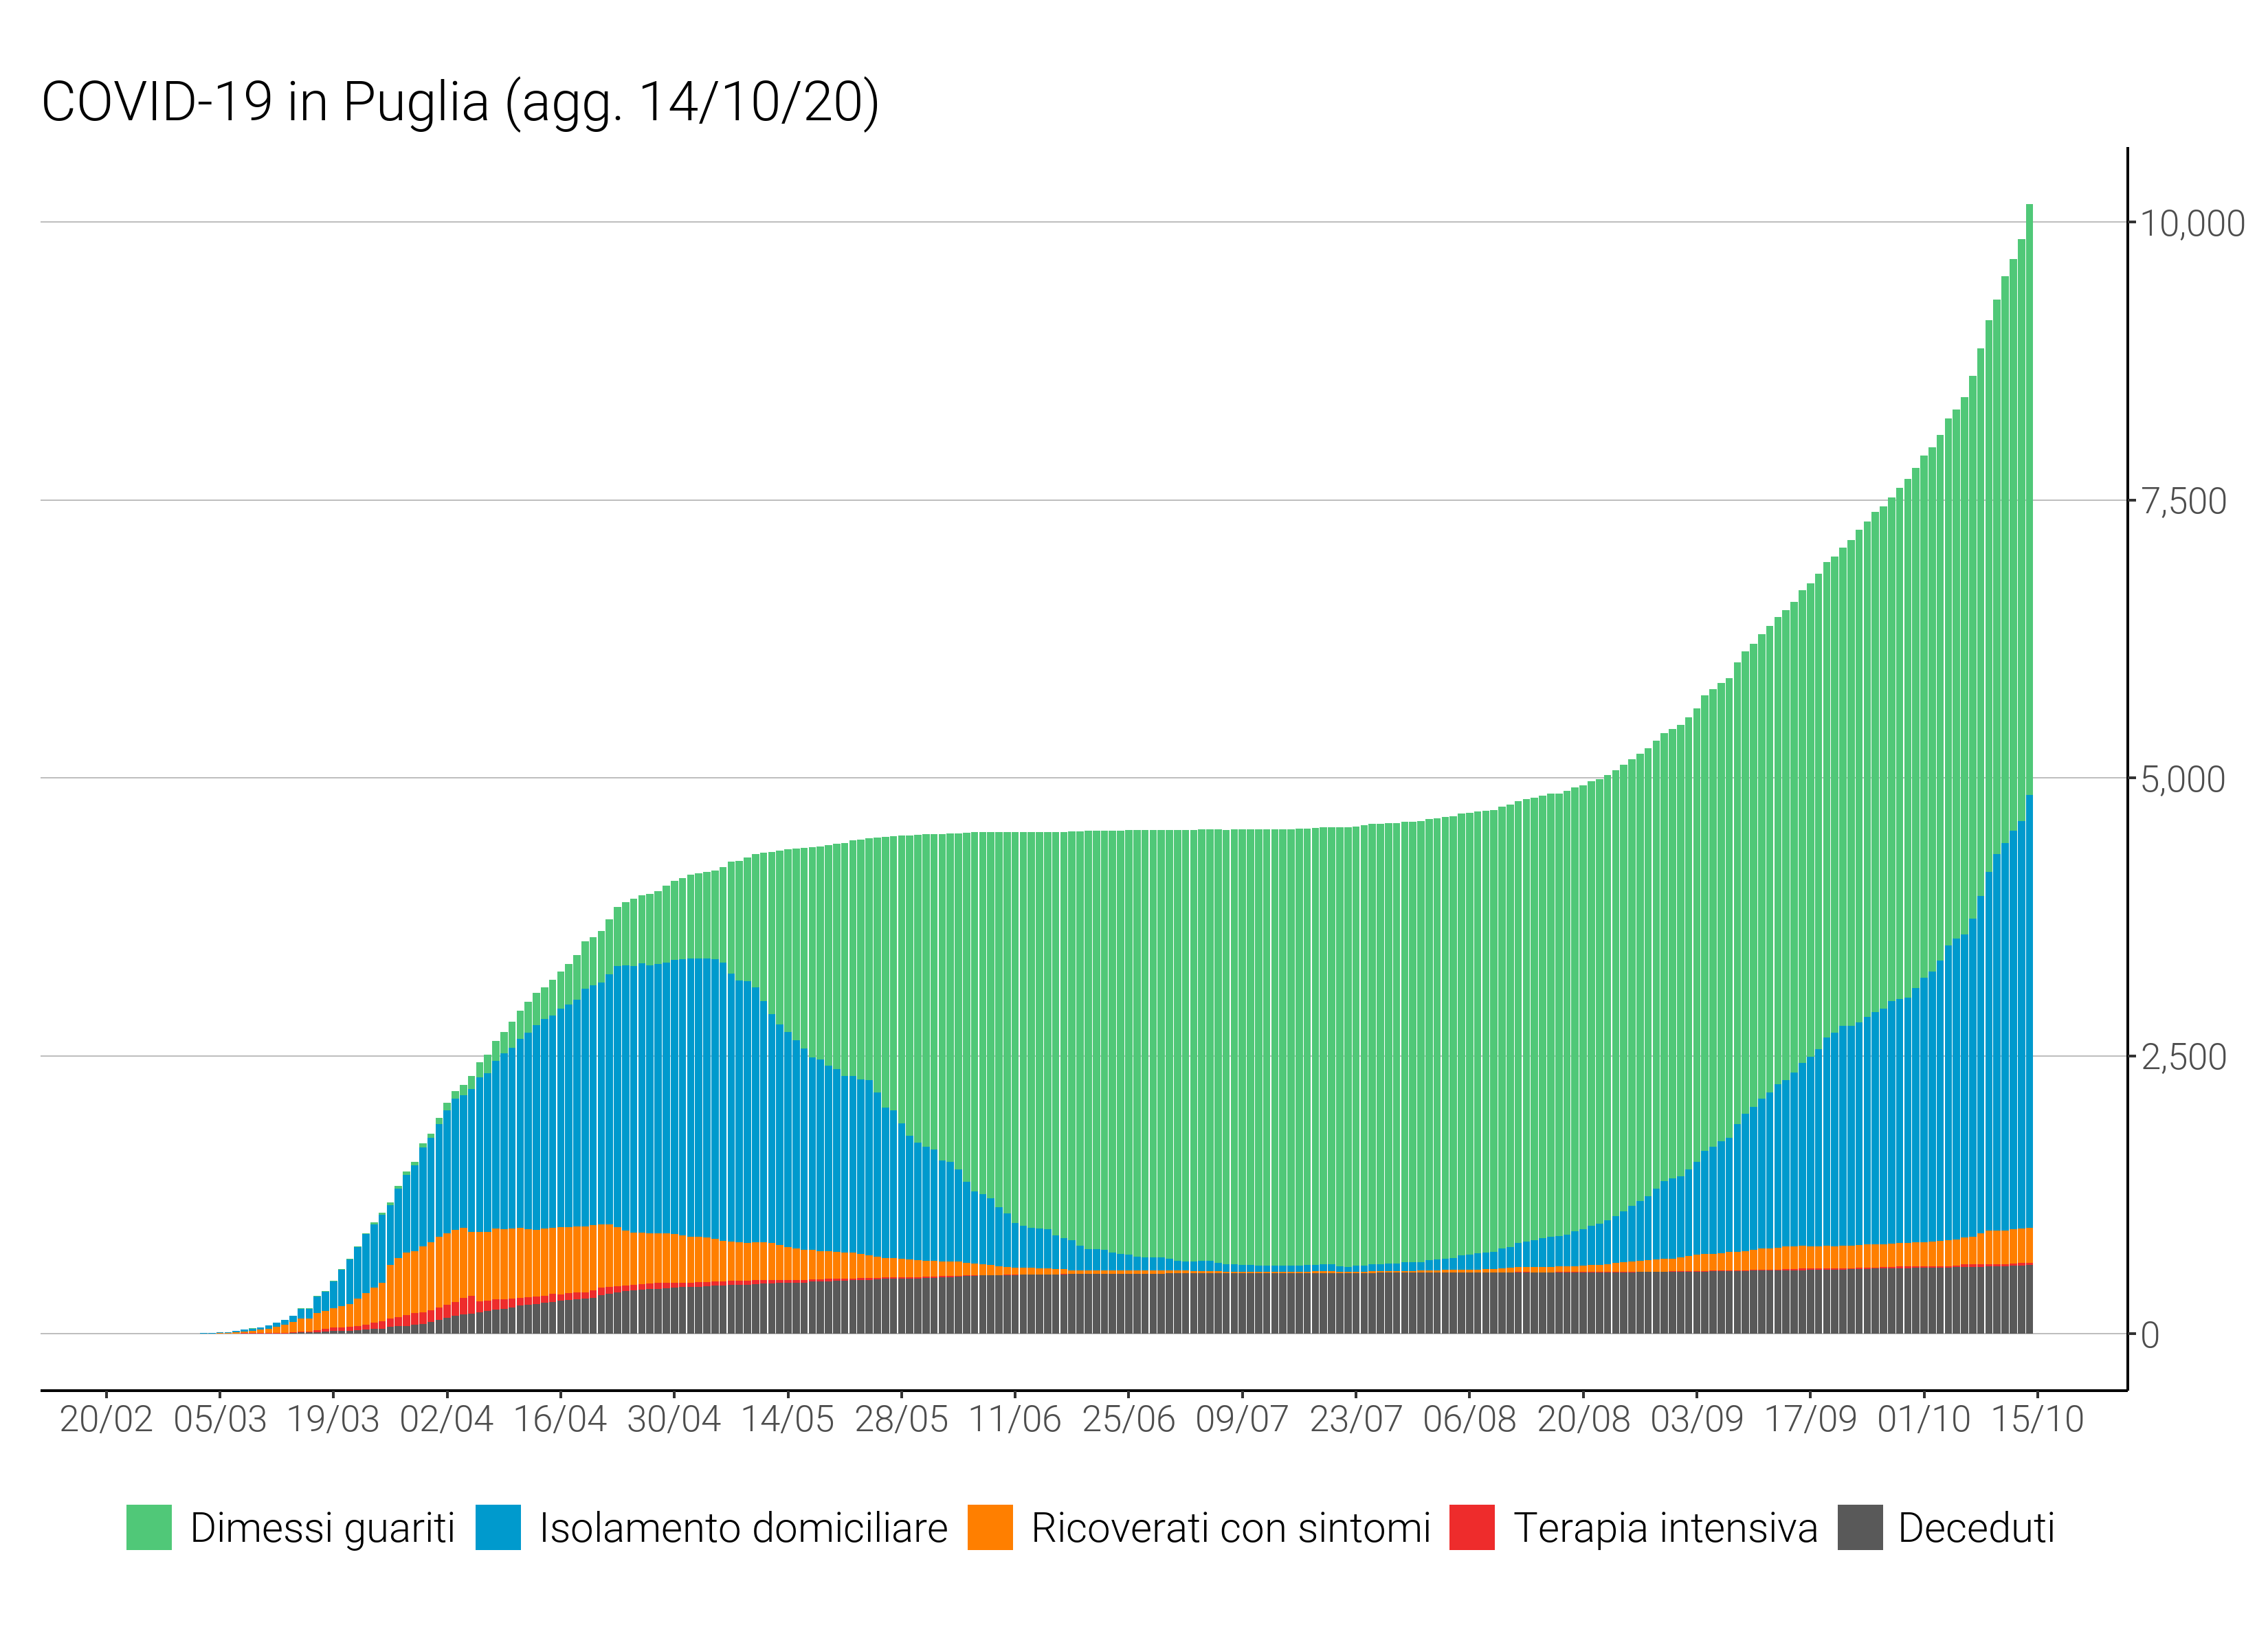 COVID-19 in Puglia (agg. 14/10/20)
10,000
7,500
5,000
2,500
0
20/02 05/03 19/03 02/04 16/04 30/04 14/05 28/05 11/06 25/06 09/07 23/07 06/08 20/08 03/09 17/09 01/10 15/10
Dimessi guariti Isolamento domiciliare Ricoverati con sintomi Terapia intensiva Deceduti